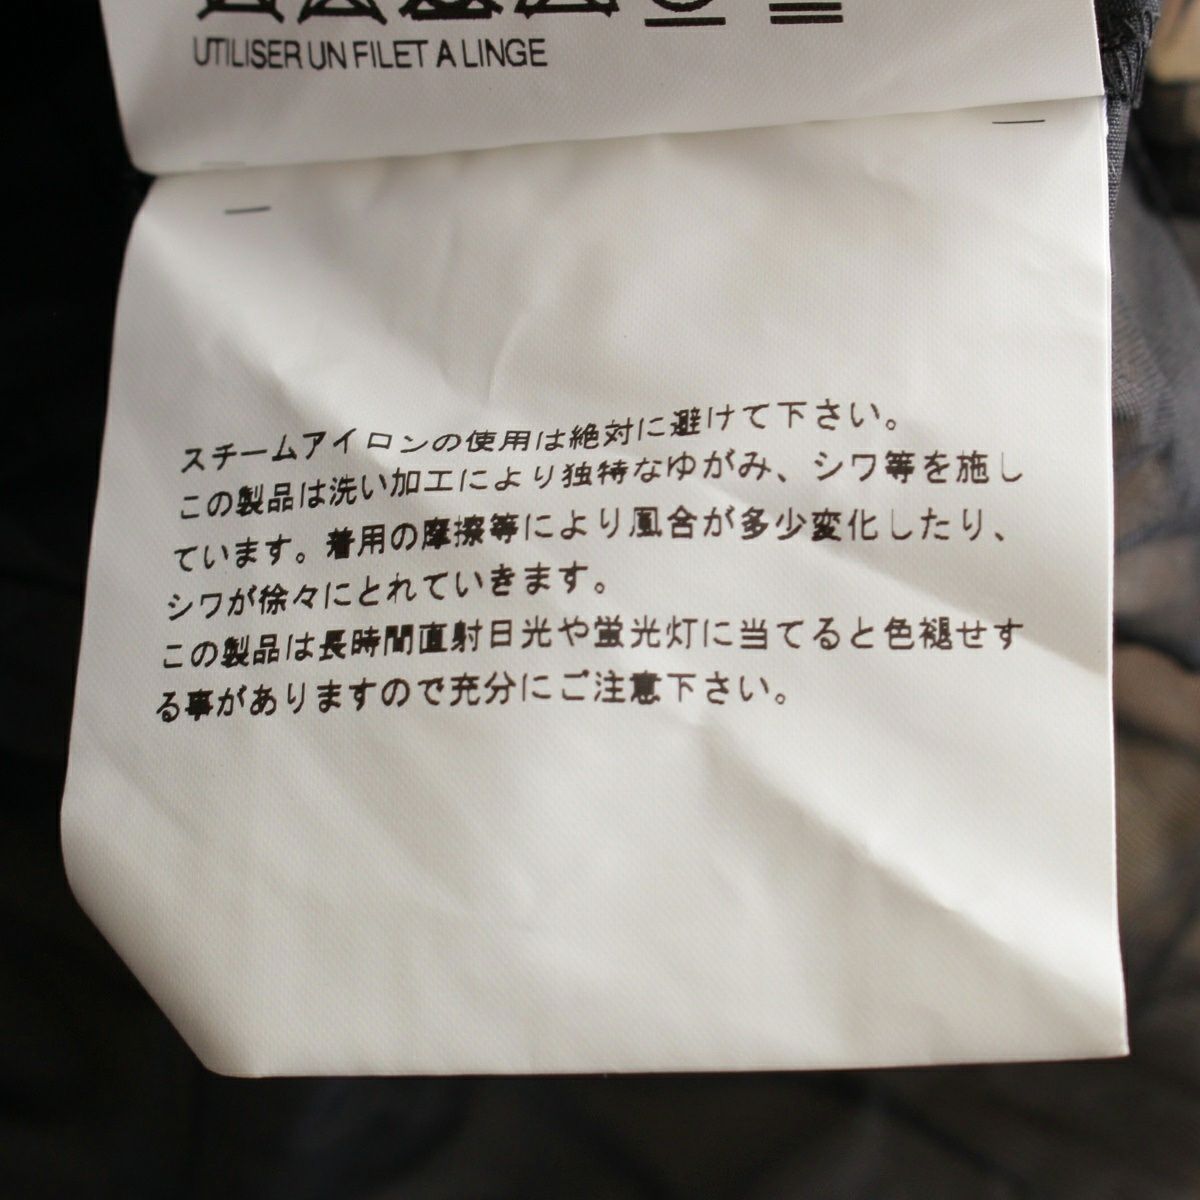 UTILISER UN FILET A LINGE
スチームアイロンの使用は絶対に避けて下さい。
この製品は洗い加工により独特なゆがみ、シワ等を施し
ています。着用の摩擦等により風合が多少変化したり、
シワが徐々にとれていきます。
この製品は長時間直射日光や蛍光灯に当てると色褪せす
る事がありますので充分にご注意下さい。